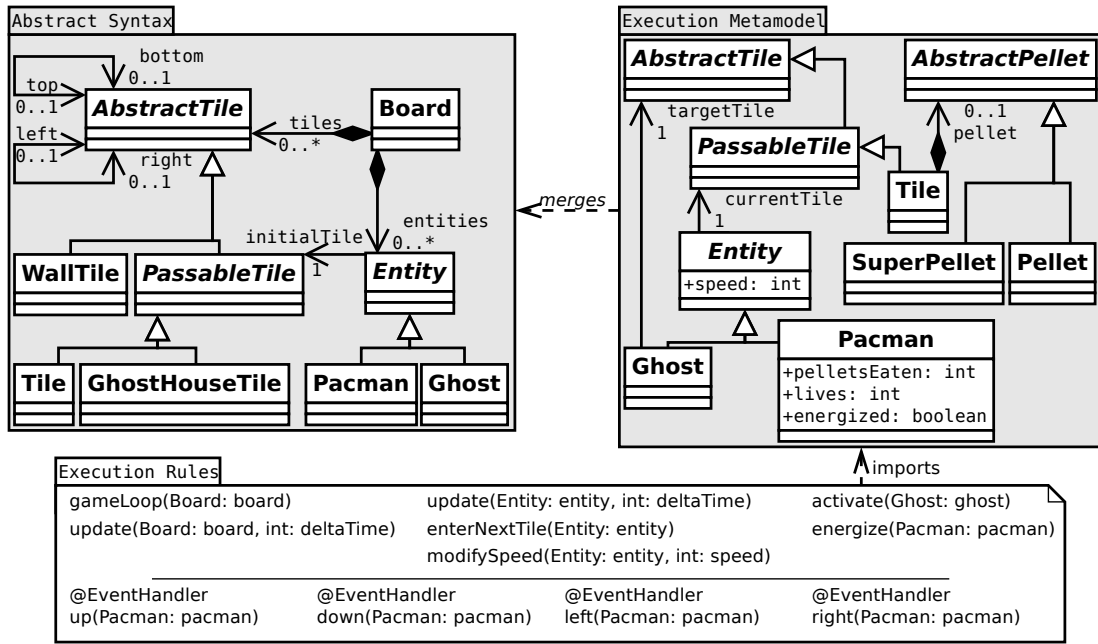 Abstract Syntax
bottom
0..1
top
0..1
AbstractTile
left
0..1
right
0..1
tiles
0..*
Board
entities
0..*
initialTile
1
WallTile
PassableTile
Entity
Tile
GhostHouseTile
Pacman
Ghost
merges
Execution Metamodel
AbstractTile
AbstractPellet
targetTile
1
0..1
pellet
PassableTile
Tile
currentTile
1
Entity
+speed: int
SuperPellet
Pellet
Ghost
Pacman
+pelletsEaten: int
+lives: int
+energized: boolean
imports
Execution Rules
gameLoop(Board: board)
update(Entity: entity, int: deltaTime)
activate(Ghost: ghost)
update(Board: board, int: deltaTime)
enterNextTile(Entity: entity)
energize(Pacman: pacman)
modifySpeed(Entity: entity, int: speed)
@EventHandler
up(Pacman: pacman)
@EventHandler
down(Pacman: pacman)
@EventHandler
left(Pacman: pacman)
@EventHandler
right(Pacman: pacman)